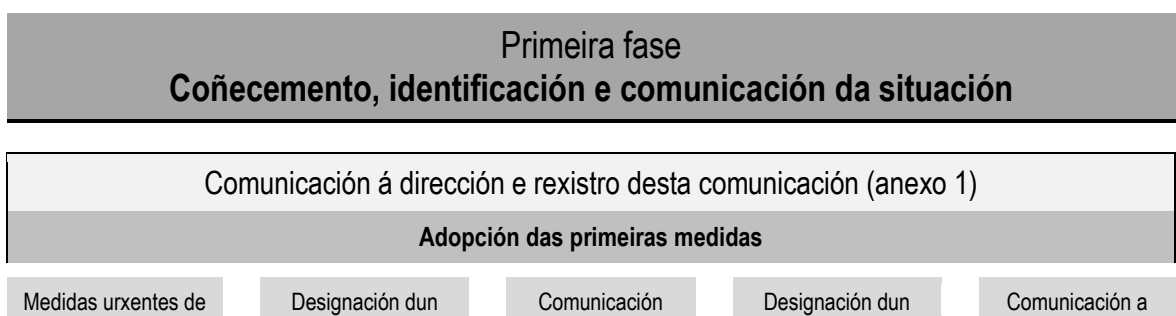 Primeira fase
Coñecemento, identificación e comunicación da situación
Comunicación á dirección e rexistro desta comunicación (anexo 1)
Adopción das primeiras medidas
Medidas urxentes de
Designación dun
Comunicación
Designación dun
Comunicación a